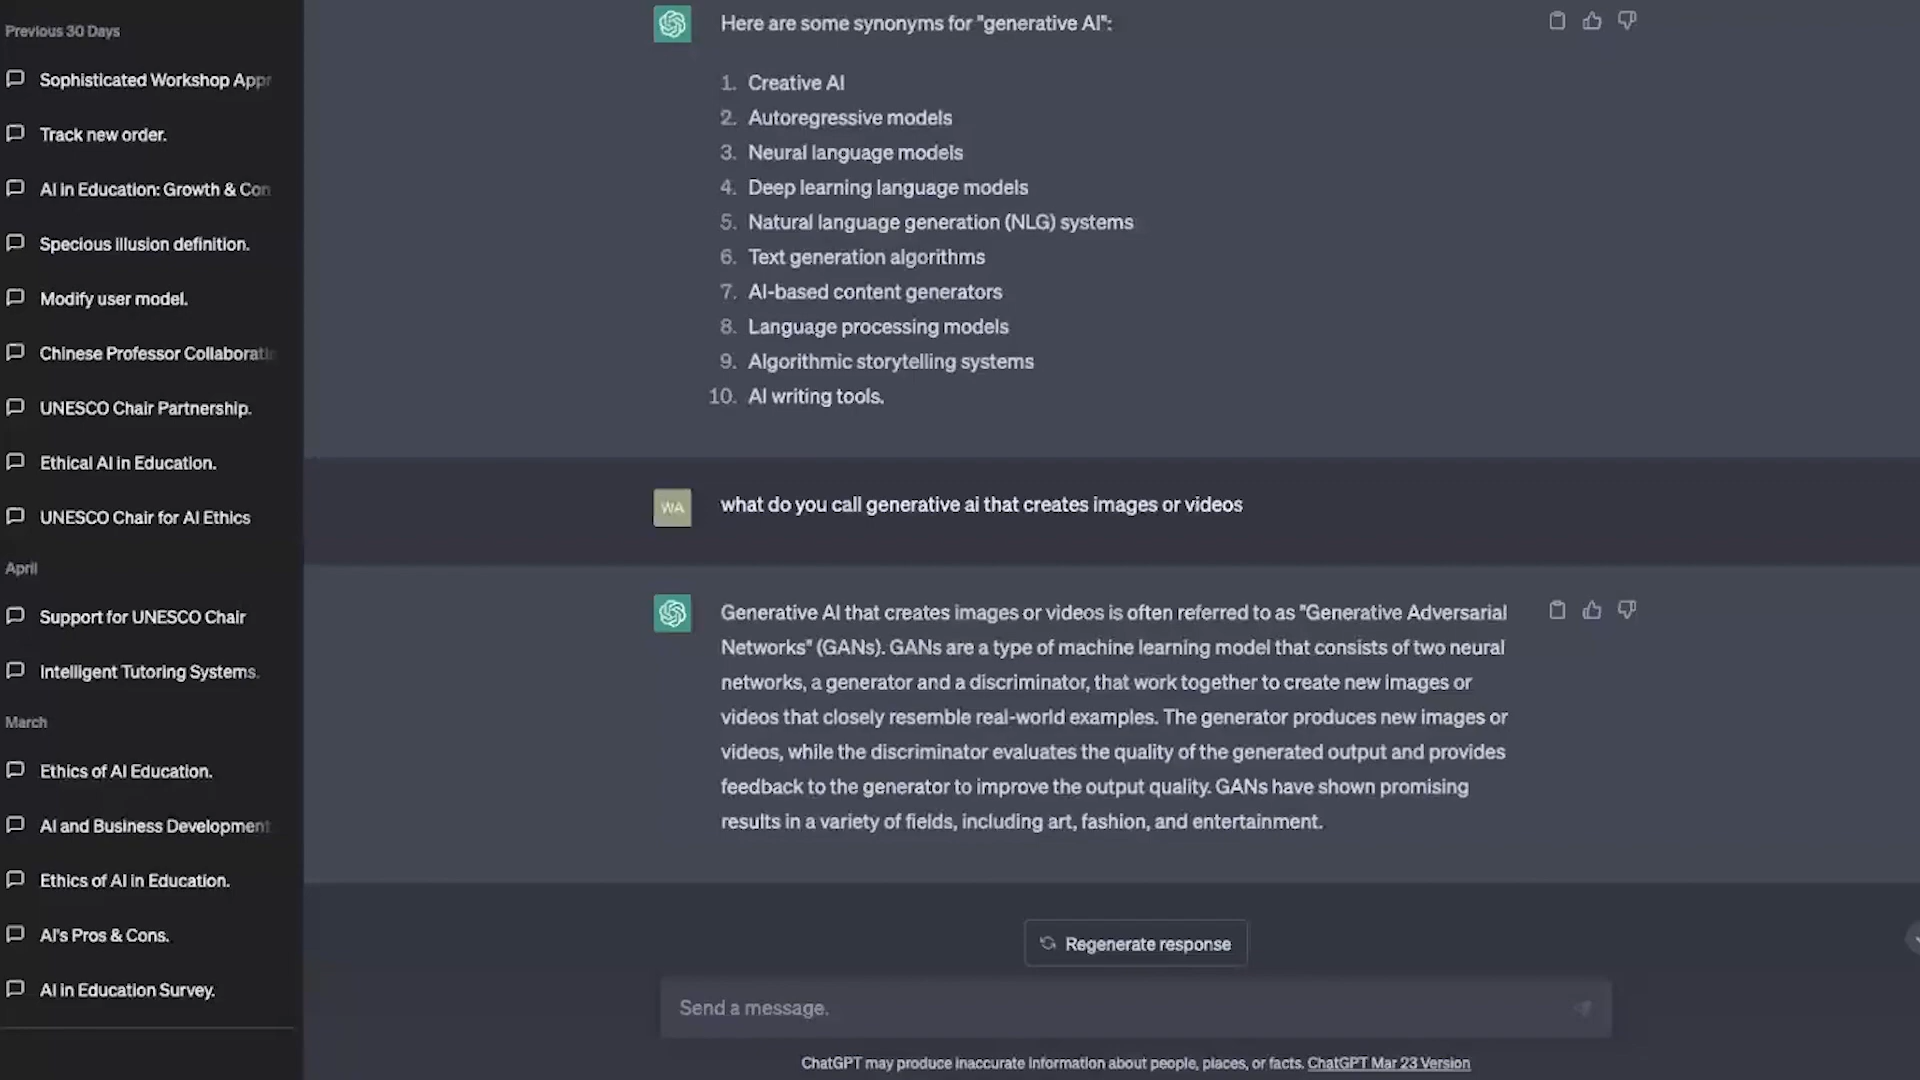 Previous 30 Days
Sophisticated Workshop Appr
Track new order.
AI in Education: Growth & Con
Specious illusion definition.
Modify user model.
Chinese Professor Collaborati
UNESCO Chair Partnership.
Ethical AI in Education.
UNESCO Chair for AI Ethics
April
Support for UNESCO Chair
Intelligent Tutoring Systems.
March
Ethics of AI Education.
AI and Business Development
Ethics of AI in Education.
AI's Pros & Cons.
AI in Education Survey.
Here are some synonyms for "generative AI":
1. Creative AI
2. Autoregressive models
3. Neural language models
4. Deep learning language models
5. Natural language generation (NLG) systems
6. Text generation algorithms
7. AI-based content generators
8. Language processing models
9. Algorithmic storytelling systems
10. AI writing tools.
WA
what do you call generative ai that creates images or videos
Generative AI that creates images or videos is often referred to as "Generative Adversarial
Networks" (GANs). GANs are a type of machine learning model that consists of two neural
networks, a generator and a discriminator, that work together to create new images or
videos that closely resemble real-world examples. The generator produces new images or
videos, while the discriminator evaluates the quality of the generated output and provides
feedback to the generator to improve the output quality. GANs have shown promising
results in a variety of fields, including art, fashion, and entertainment.
Regenerate response
Send a message.
ChatGPT may produce inaccurate information about people, places, or facts. ChatGPT Mar 23 Version